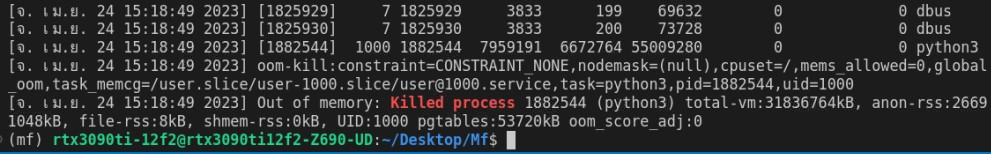 [จ. เม.ย. 24 15:18:49 2023] [1825929]     7 1825929     3833      199    69632        0             0 dbus
[จ. เม.ย. 24 15:18:49 2023] [1825930]     7 1825930     3833      200    73728        0             0 dbus
[จ. เม.ย. 24 15:18:49 2023] [1882544]  1000 1882544  7959191  6672764 55009280        0             0 python3
[จ. เม.ย. 24 15:18:49 2023] oom-kill:constraint=CONSTRAINT_NONE,nodemask=(null),cpuset=/,mems_allowed=0,global
_oom,task_memcg=/user.slice/user-1000.slice/user@1000.service,task=python3,pid=1882544,uid=1000
[จ. เม.ย. 24 15:18:49 2023] Out of memory: Killed process 1882544 (python3) total-vm:31836764kB, anon-rss:2669
1048kB, file-rss:8kB, shmem-rss:0kB, UID:1000 pgtables:53720kB oom_score_adj:0
(mf) rtx3090ti-12f2@rtx3090ti12f2-Z690-UD:~/Desktop/Mf$